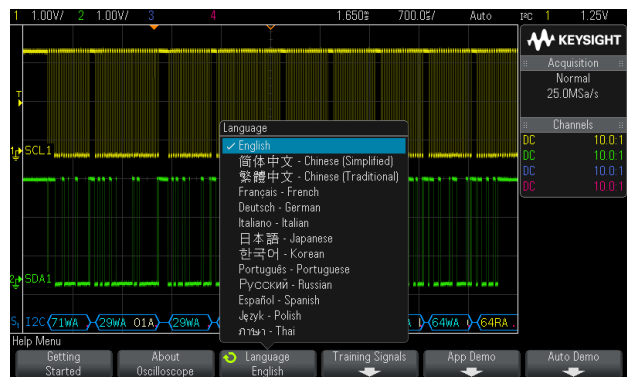 1 1.00V/ 2 1.00V/ 3 4 1.650s 700.0s/ Auto I²C 1 1.25V
KEYSIGHT
Acquisition
Normal
25.0MSa/s
Channels
DC 10.0:1
DC 10.0:1
DC 10.0:1
DC 10.0:1
T
SCL1
SDA1
Language
✓ English
简体中文 - Chinese (Simplified)
繁體中文 - Chinese (Traditional)
Français - French
Deutsch - German
Italiano - Italian
日本語 - Japanese
한국어 - Korean
Português - Portuguese
Русский - Russian
Español - Spanish
Język - Polish
ภาษา - Thai
S1 I2C 71WA 29WA 01A 29WA 64WA 64RA
Help Menu
Getting Started
About Oscilloscope
Language English
Training Signals
App Demo
Auto Demo